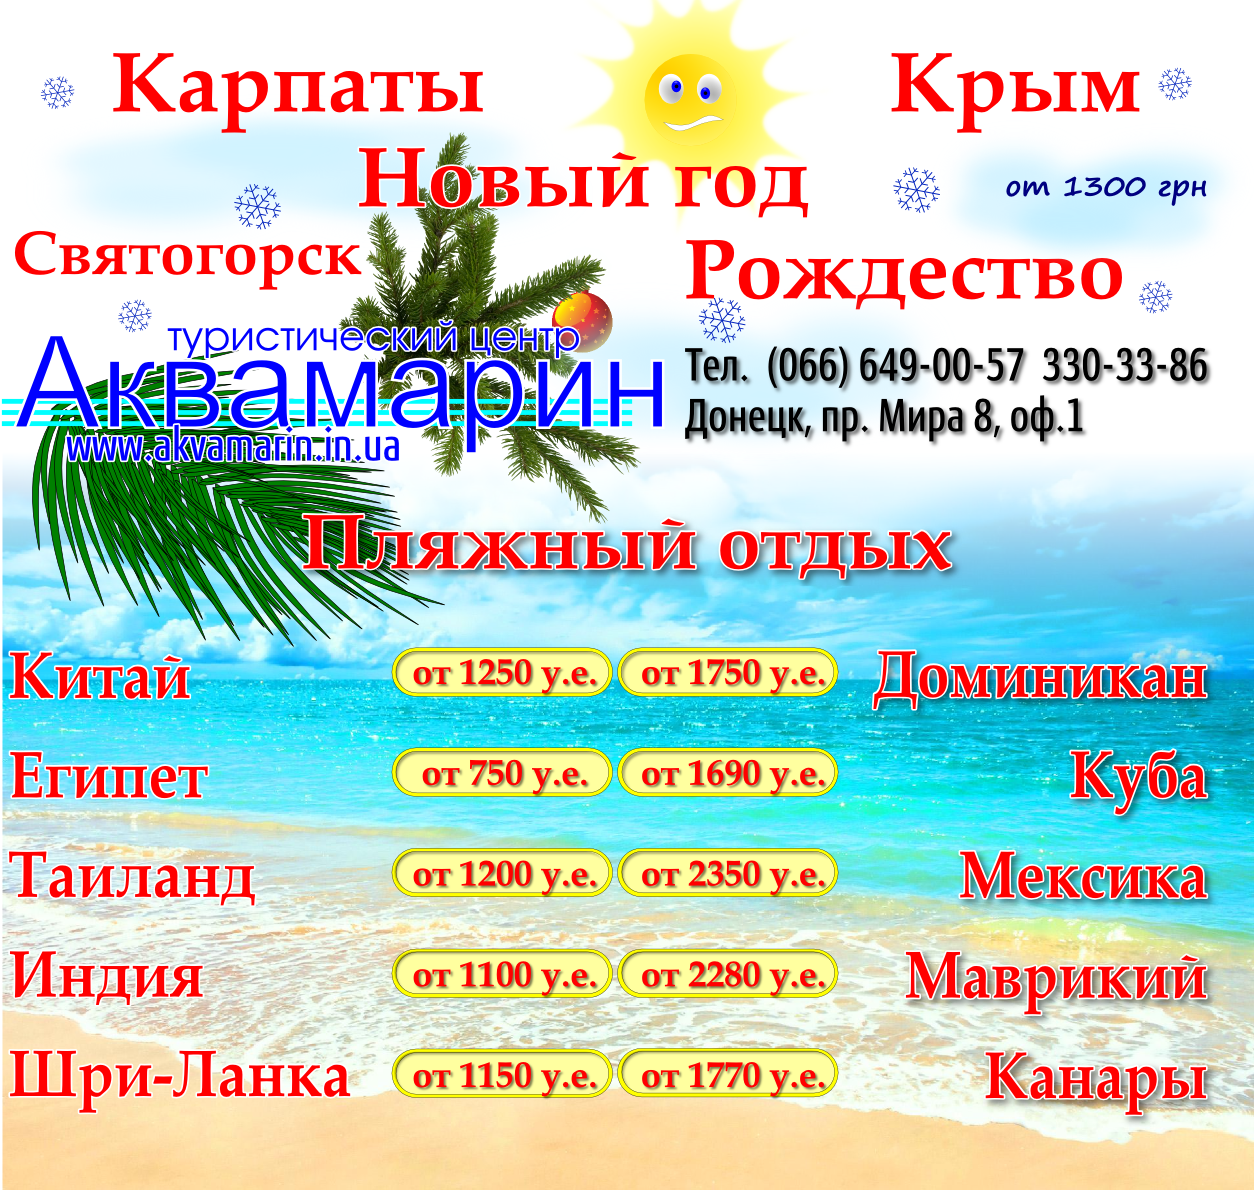 Карпаты
Крым
Новый год
от 1300 грн
Святогорск
Рождество
туристический центр
Аквамарин
www.akvamarin.in.ua
Тел. (066) 649-00-57 330-33-86
Донецк, пр. Мира 8, оф.1
Пляжный отдых
Китай от 1250 у.е. от 1750 у.е. Доминикан
Египет от 750 у.е. от 1690 у.е. Куба
Таиланд от 1200 у.е. от 2350 у.е. Мексика
Индия от 1100 у.е. от 2280 у.е. Маврикий
Шри-Ланка от 1150 у.е. от 1770 у.е. Канары